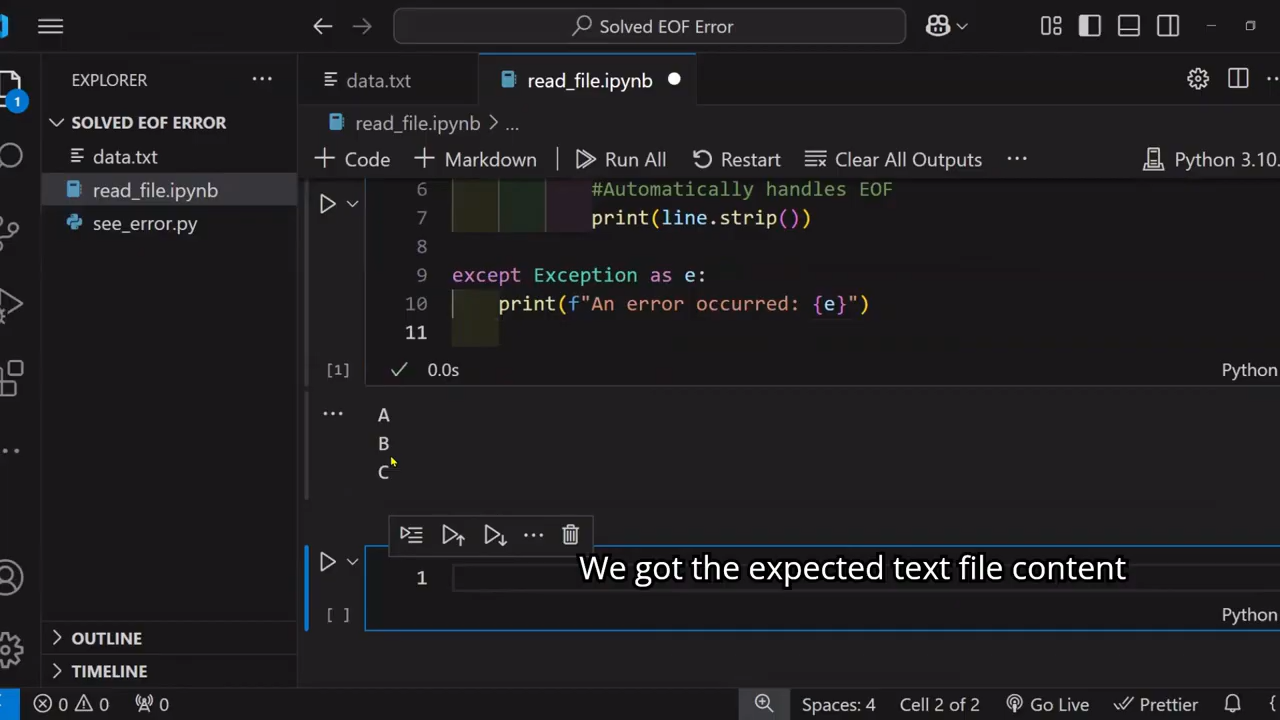 Solved EOF Error
EXPLORER
data.txt
read_file.ipynb
1
SOLVED EOF ERROR
read_file.ipynb > ...
data.txt
Code
Markdown
Run All
Restart
Clear All Outputs
Python 3.10.
read_file.ipynb
see_error.py
6 #Automatically handles EOF
7 print(line.strip())
8
9 except Exception as e:
10 print(f"An error occurred: {e}")
11
[1] 0.0s Python
A
B
C
1
We got the expected text file content
[ ] Python
OUTLINE
TIMELINE
0 0 0 Spaces: 4 Cell 2 of 2 Go Live Prettier